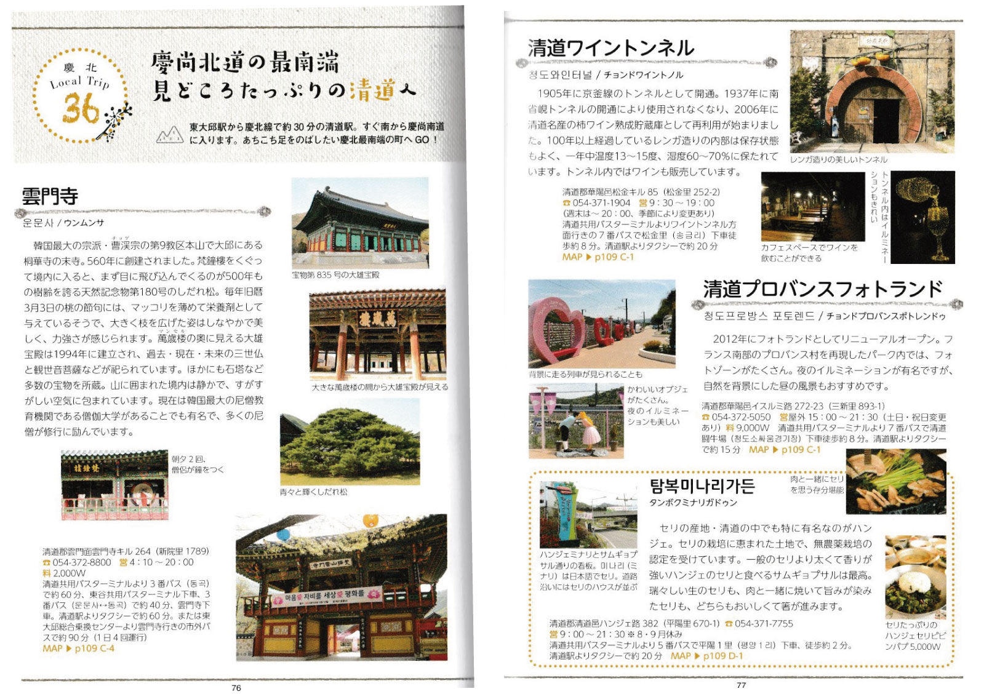 慶北
Local Trip
36
慶尚北道の最南端
見どころたっぷりの清道へ
東大邱駅から慶北線で約30分の清道駅。すぐ南から慶尚南道
に入ります。あちこち足をのばしたい慶北最南端の町へGO！
雲門寺
운문사 / ウンムンサ
韓国最大の宗派・曹渓宗の第9教区本山で大邱にある
チョゲ
桐華寺の末寺。560年に創建されました。梵鐘楼をくぐっ
て境内に入ると、まず目に飛び込んでくるのが500年も
の樹齢を誇る天然記念物第180号のしだれ松。毎年旧暦
3月3日の桃の節句には、マッコリを薄めて栄養剤として
与えているそうで、大きく枝を広げた姿はしなやかで美
しく、力強さが感じられます。萬歳楼の奥に見える大雄
マンセル
宝殿は1994年に建立され、過去・現在・未来の三世仏
と観世音菩薩などが祀られています。ほかにも石塔など
多数の宝物を所蔵。山に囲まれた境内は静かで、すがす
がしい空気に包まれています。現在は韓国最大の尼僧教
育機関である僧伽大学があることでも有名で、多くの尼
僧が修行に励んでいます。
宝物第835号の大雄宝殿
萬歳樓
大きな萬歳楼の間から大雄宝殿が見える
青々と輝くしだれ松
梵鐘樓
朝夕2回、
僧侶が鐘をつく
清道郡雲門面雲門寺キル 264（新院里 1789）
☎ 054-372-8800 営 4：10～20：00
料 2,000W
清道共用バスターミナルより3番バス（동곡）
で約60分、東谷共用バスターミナル下車、3
番バス（운문사↔동곡）で約40分、雲門寺下
車。清道駅よりタクシーで約60分。または東
大邱総合乗換センターより雲門寺行きの市外バ
スで約90分（1日4回運行）
MAP ▶ p109 C-4
마음愛 자비를 세상愛 평화를
76
清道ワイントンネル
청도와인터널 / チョンドワイントノル
1905年に京釜線のトンネルとして開通。1937年に南
省峴トンネルの開通により使用されなくなり、2006年に
清道名産の柿ワイン熟成貯蔵庫として再利用が始まりまし
た。100年以上経過しているレンガ造りの内部は保存状態
もよく、一年中温度13～15度、湿度60～70%に保たれて
います。トンネル内ではワインも販売しています。
清道郡華陽邑松金キル 85（松金里 252-2）
☎ 054-371-1904 営 9：30～19：00
（週末は～20：00、季節により変更あり）
清道共用バスターミナルよりワイントンネル方
面行きの7番バスで松金里（송금리）下車徒
歩約8分。清道駅よりタクシーで約20分
MAP ▶ p109 C-1
レンガ造りの美しいトンネル
カフェスペースでワインを
飲むことができる
トンネル内はイルミネー
ションもきれい
清道プロバンスフォトランド
청도프로방스 포토랜드 / チョンドプロバンスポトレンドゥ
2012年にフォトランドとしてリニューアルオープン。フ
ランス南部のプロバンス村を再現したパーク内では、フォ
トゾーンがたくさん。夜のイルミネーションが有名ですが、
自然を背景にした昼の風景もおすすめです。
清道郡華陽邑イスルミ路 272-23（三新里 893-1）
☎ 054-372-5050 営屋外 15：00～21：30（土日・祝日変更
あり）料 9,000W 清道共用バスターミナルより7番バスで清道
闘牛場（청도소싸움경기장）下車徒歩約8分。清道駅よりタクシー
で約15分 MAP ▶ p109 C-1
背景に走る列車が見られることも
かわいいオブジェ
がたくさん。
夜のイルミネー
ションも美しい
탐복미나리가든
タンボクミナリガドゥン
肉と一緒にセリ
を思う存分堪能
セリの産地・清道の中でも特に有名なのがハン
ジェ。セリの栽培に恵まれた土地で、無農薬栽培の
認定を受けています。一般のセリより太くて香りが
強いハンジェのセリと食べるサムギョプサルは最高。
瑞々しい生のセリも、肉と一緒に焼いて旨みが染み
たセリも、どちらもおいしくて箸が進みます。
ハンジェミナリとサムギョプ
サル通りの看板。미나리（ミ
ナリ）は日本語でセリ。道路
沿いにはセリのハウスが並ぶ
セリたっぷりの
ハンジェセリビビ
ンバプ 5,000W
清道郡清道邑ハンジェ路 382（平陽里 670-1）☎ 054-371-7755
営 9：00～21：30 ※8・9月休み
清道共用バスターミナルより5番バスで平陽1里（평양1리）下車、徒歩約2分。
清道駅よりタクシーで約20分 MAP ▶ p109 D-1
77